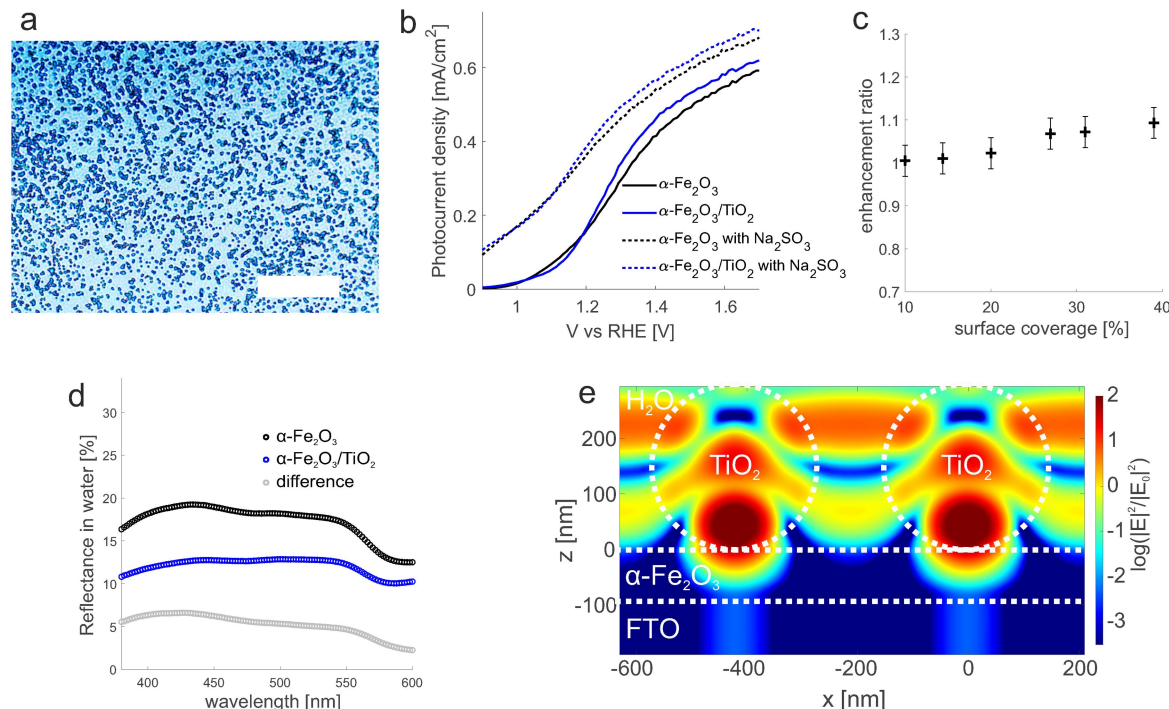 a
b
Photocurrent density [mA/cm²]
0.6
0.4
0.2
0
1
1.2
1.4
1.6
V vs RHE [V]
α-Fe₂O₃
α-Fe₂O₃/TiO₂
α-Fe₂O₃ with Na₂SO₃
α-Fe₂O₃/TiO₂ with Na₂SO₃
c
enhancement ratio
1.3
1.2
1.1
1
0.9
0.8
0.7
10
20
30
40
surface coverage [%]
d
Reflectance in water [%]
30
25
20
15
10
5
0
400
450
500
550
600
wavelength [nm]
α-Fe₂O₃
α-Fe₂O₃/TiO₂
difference
e
z [nm]
200
100
0
-100
-600
-400
-200
0
200
x [nm]
H₂O
TiO₂
TiO₂
α-Fe₂O₃
FTO
2
1
0
-1
-2
-3
log(|E|²/|E₀|²)